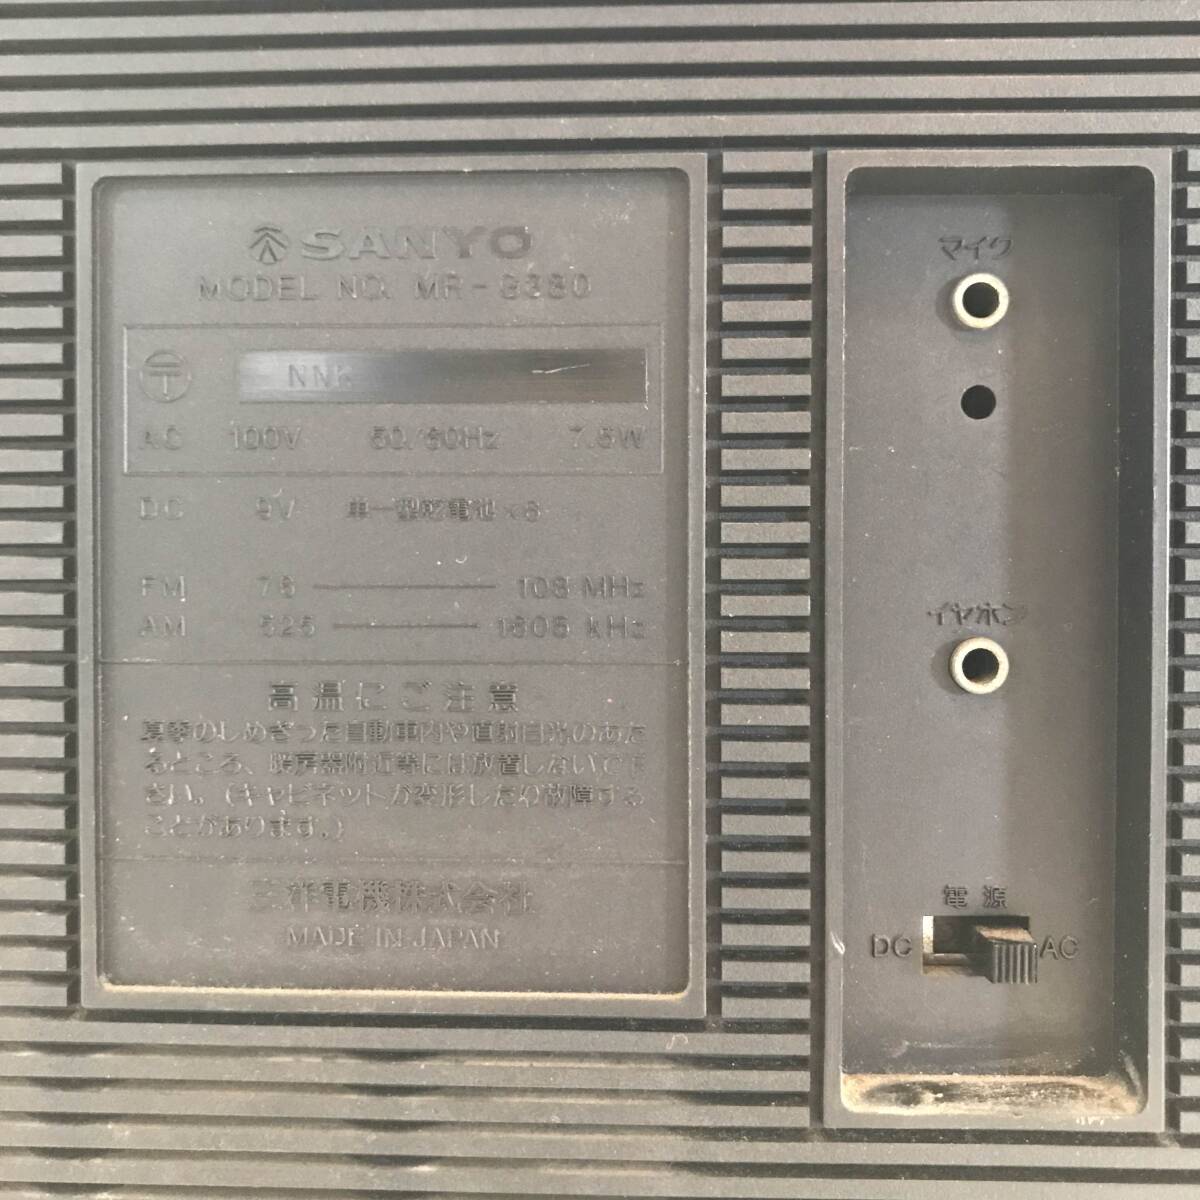 SANYO
MODEL NO. MR-9380
〒
NNK
AC 100V 50/60Hz 7.5W
DC 9V 単一型乾電池×6
FM 76 — 108 MHz
AM 525 — 1605 kHz
高温にご注意
夏季のしめきった自動車内や直射日光のあた
るところ、暖房器附近等には放置しないで下
さい。(キャビネットが変形したり故障する
ことがあります。)
三洋電機株式会社
MADE IN JAPAN
マイク
イヤホン
電源
DC AC